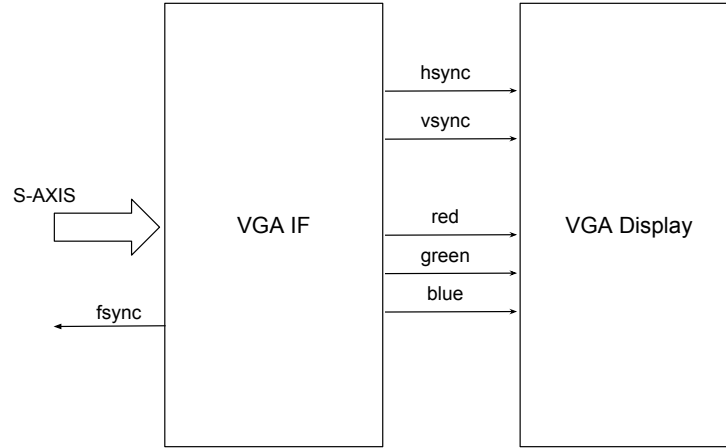 hsync
vsync
S-AXIS
VGA IF
red
VGA Display
green
blue
fsync